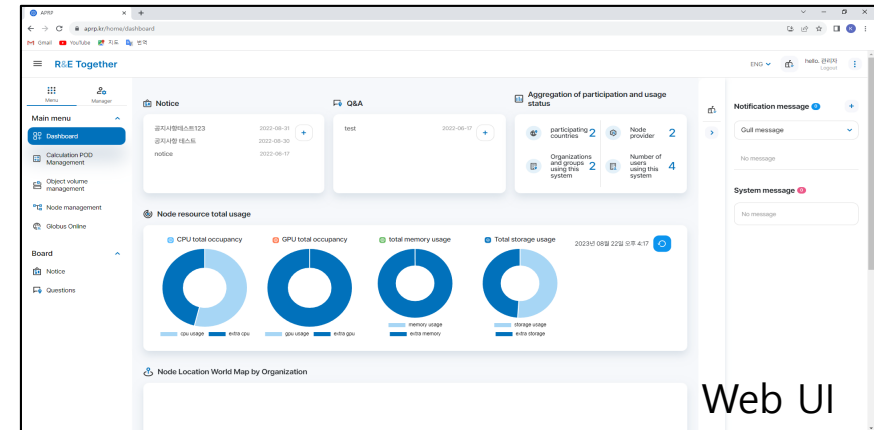 APRP
aprp.kr/home/dashboard
Gmail YouTube 지도 번역
R&E Together
ENG
hello. 관리자
Logout
Menu
Manager
Main menu
Dashboard
Calculation POD
Management
Object volume
management
Node management
Globus Online
Board
Notice
Questions
Notice
공지사항테스트123 2022-08-31
공지사항 테스트 2022-06-30
notice 2022-06-17
Q&A
test 2022-06-17
Aggregation of participation and usage
status
participating
countries 2
Node
provider 2
Organizations
and groups
using this
system 2
Number of
users
using this
system 4
Notification message 0
Gull message
No message
System message 0
No message
Node resource total usage
CPU total occupancy
GPU total occupancy
total memory usage
Total storage usage
2023년 08월 22일 오후 4:17
cpu usage extra cpu
gpu usage extra gpu
memory usage
extra memory
storage usage
extra storage
Node Location World Map by Organization
Web UI